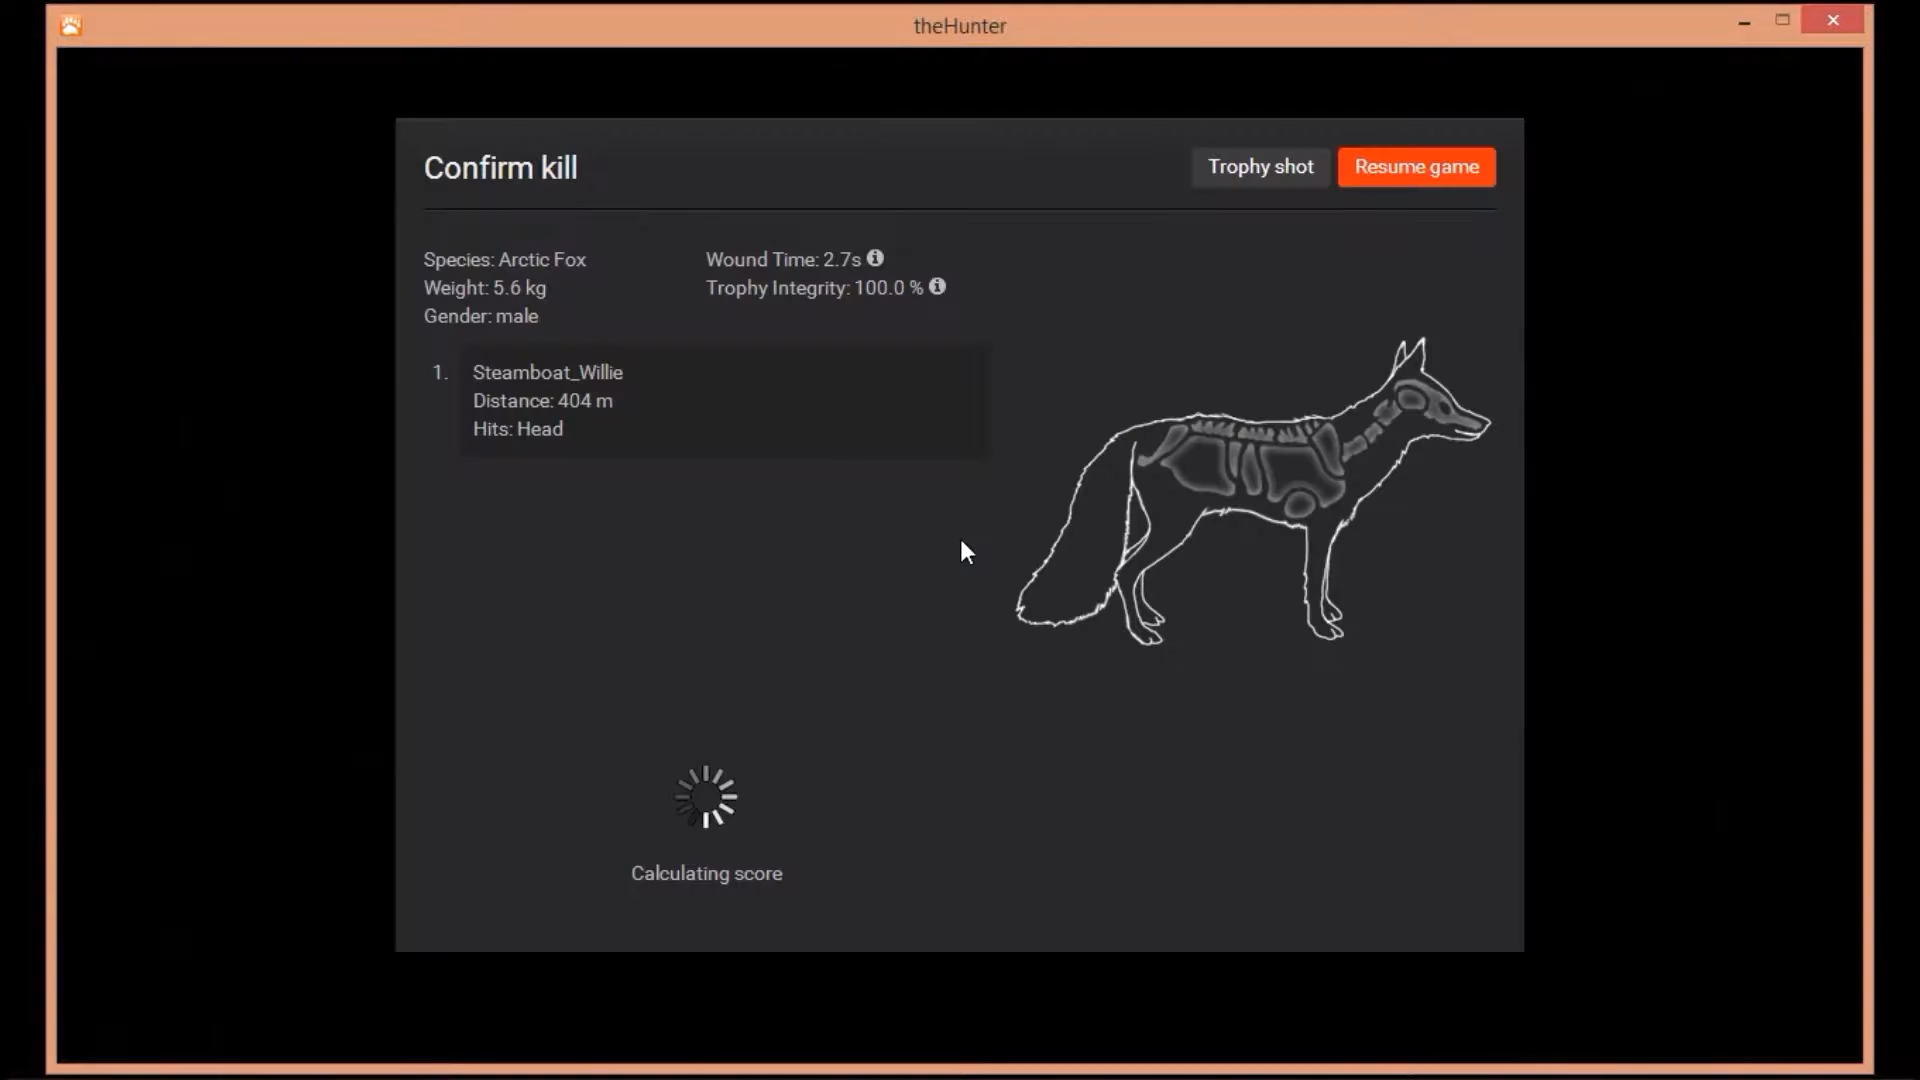 theHunter
Confirm kill
Trophy shot
Resume game
Species: Arctic Fox
Weight: 5.6 kg
Gender: male
Wound Time: 2.7s
Trophy Integrity: 100.0 %
1.
Steamboat_Willie
Distance: 404 m
Hits: Head
Calculating score